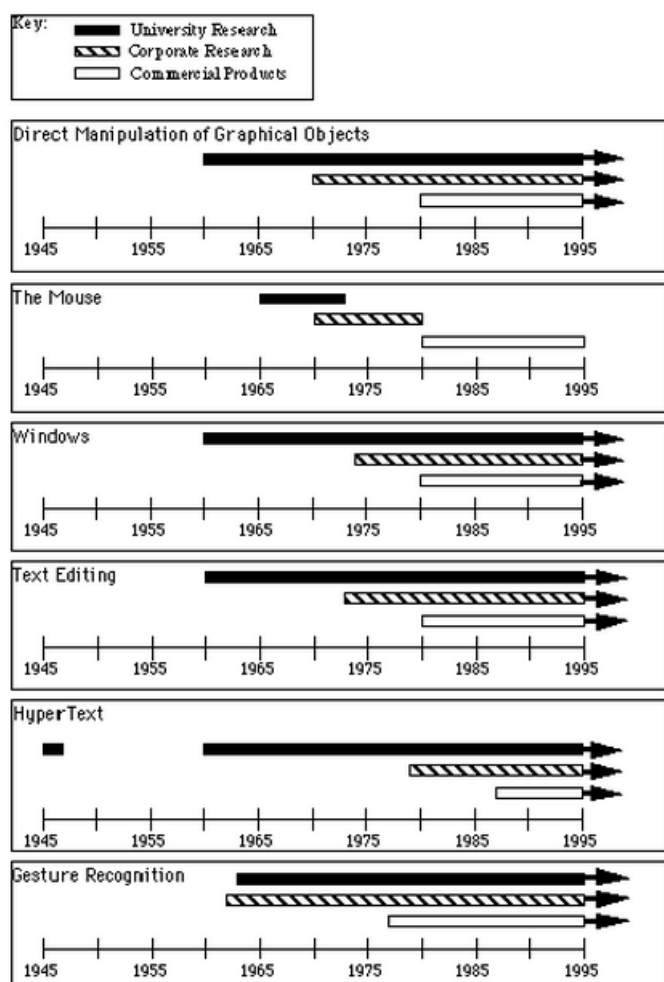 Key:
University Research
Corporate Research
Commercial Products
Direct Manipulation of Graphical Objects
1945 1955 1965 1975 1985 1995
The Mouse
1945 1955 1965 1975 1985 1995
Windows
1945 1955 1965 1975 1985 1995
Text Editing
1945 1955 1965 1975 1985 1995
HyperText
1945 1955 1965 1975 1985 1995
Gesture Recognition
1945 1955 1965 1975 1985 1995